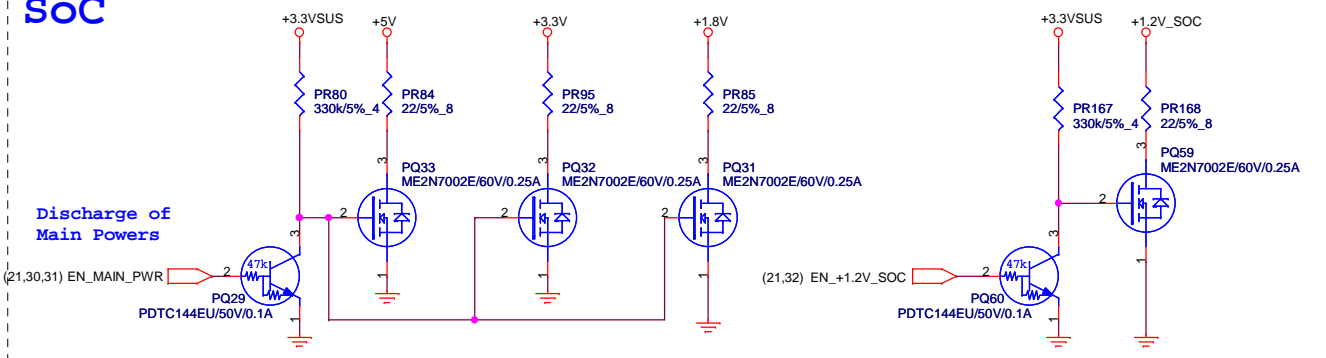 SoC
+3.3VSUS
+5V
+3.3V
+1.8V
+3.3VSUS
+1.2V_SOC
PR80
330k/5%_4
PR84
22/5%_8
PR95
22/5%_8
PR85
22/5%_8
PR167
330k/5%_4
PR168
22/5%_8
3
PQ33
ME2N7002E/60V/0.25A
3
PQ32
ME2N7002E/60V/0.25A
3
PQ31
ME2N7002E/60V/0.25A
3
PQ59
ME2N7002E/60V/0.25A
2
2
2
2
Discharge of
Main Powers
3
3
(21,30,31) EN_MAIN_PWR
2
47k
1
1
1
(21,32) EN_+1.2V_SOC
2
47k
1
PQ29
PDTC144EU/50V/0.1A
1
PQ60
PDTC144EU/50V/0.1A
1